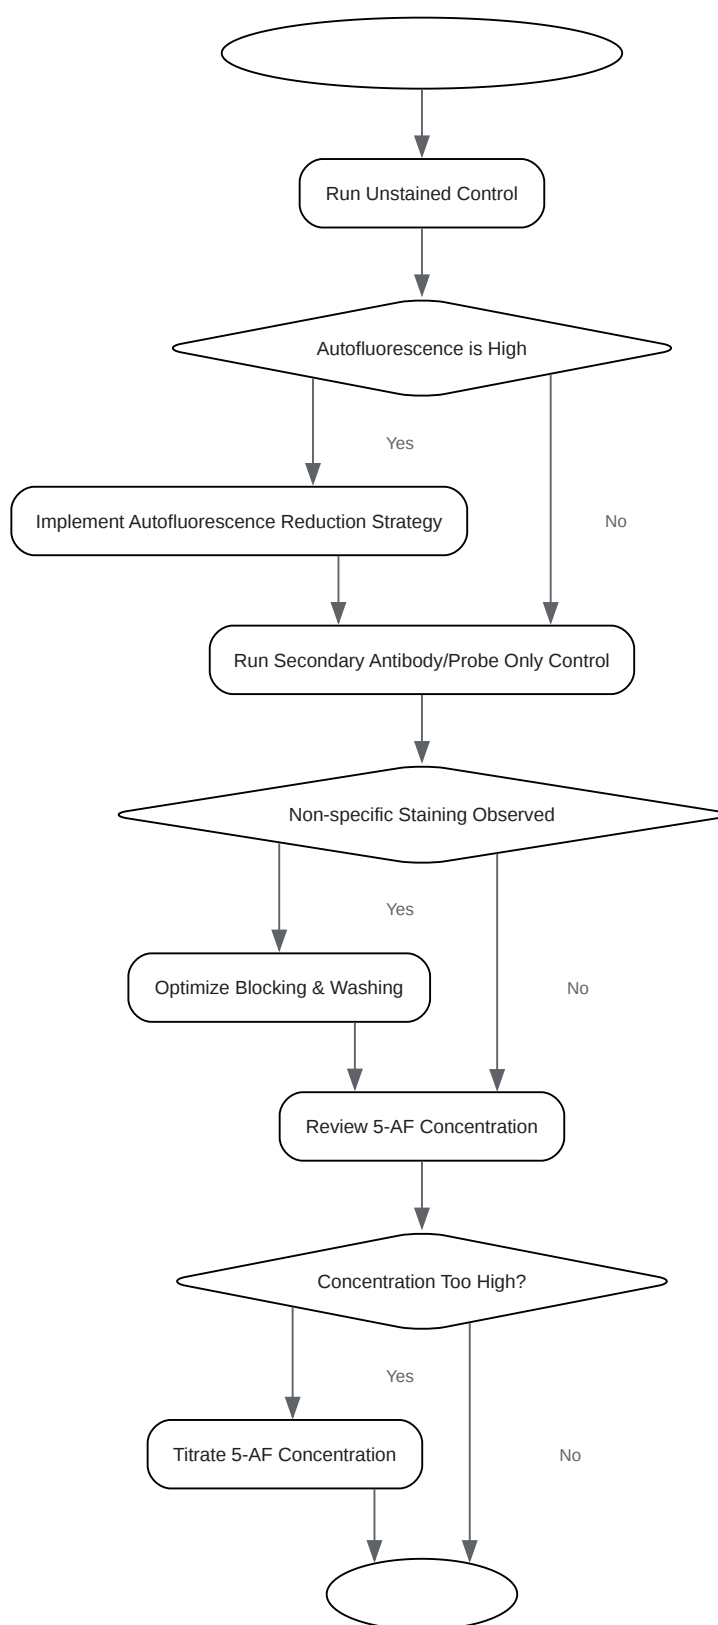 Run Unstained Control
Autofluorescence is High
Yes
Implement Autofluorescence Reduction Strategy
No
Run Secondary Antibody/Probe Only Control
Non-specific Staining Observed
Yes
Optimize Blocking & Washing
No
Review 5-AF Concentration
Concentration Too High?
Yes
Titrate 5-AF Concentration
No